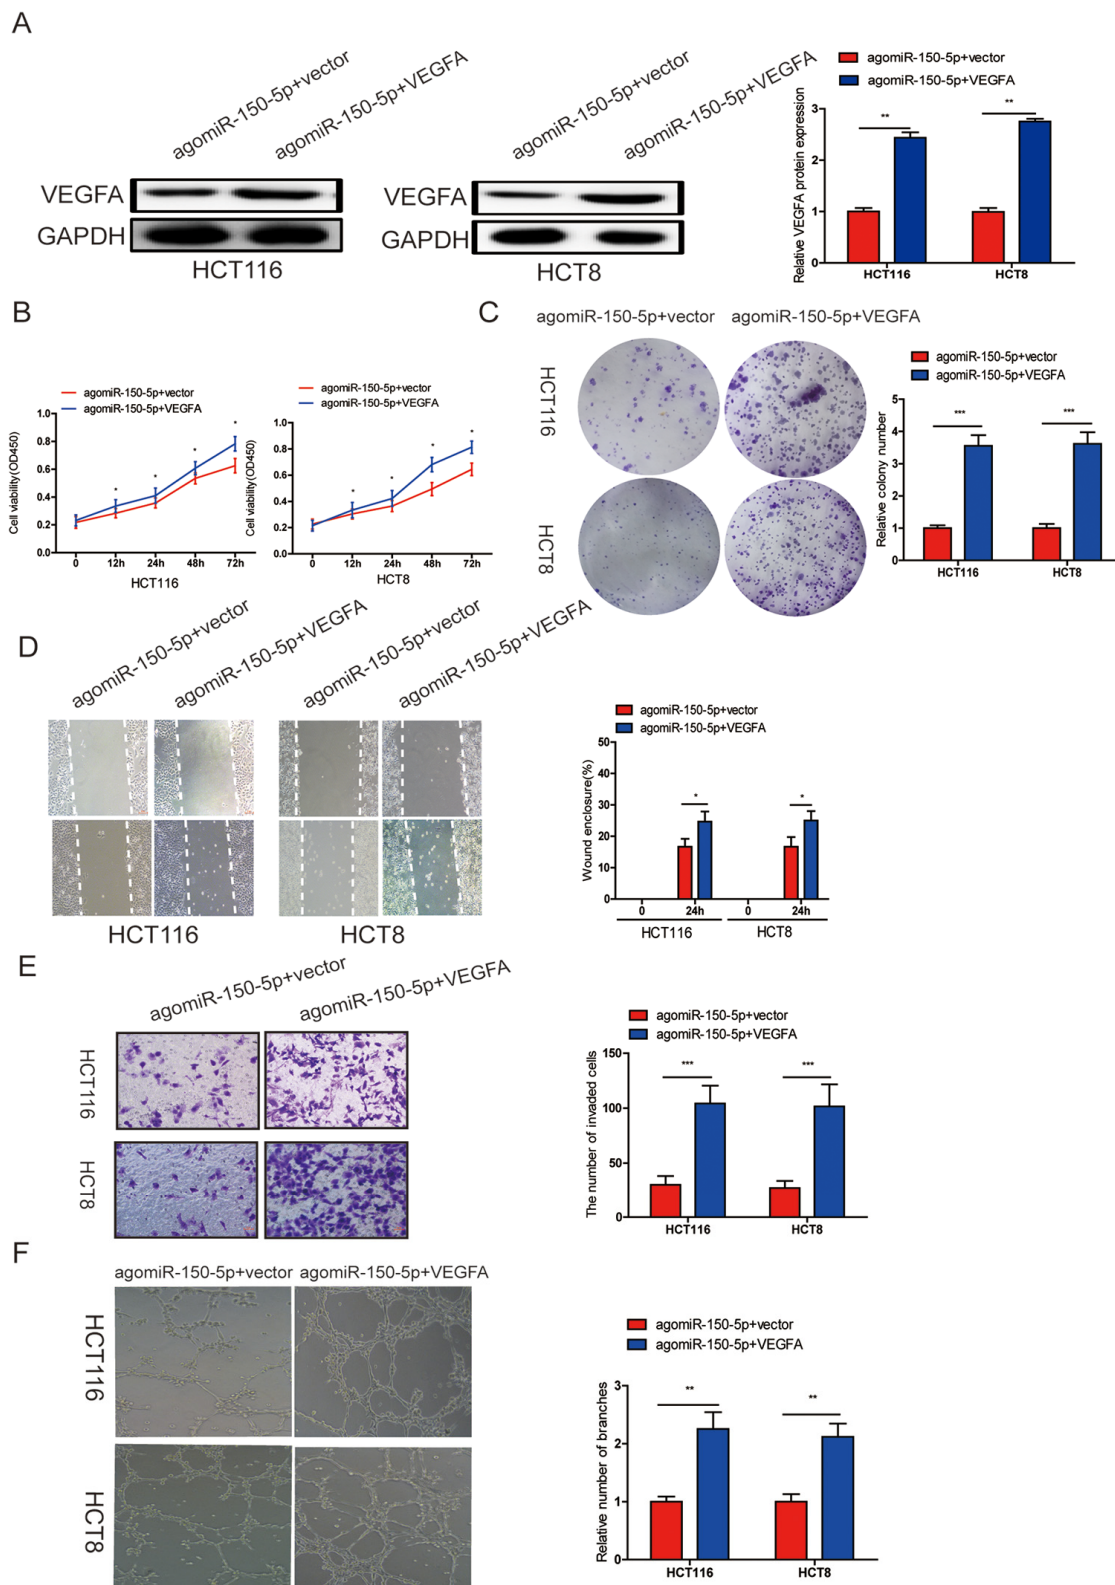 A
agomiR-150-5p+vector
agomiR-150-5p+VEGFA
agomiR-150-5p+vector
agomiR-150-5p+VEGFA
VEGFA
GAPDH
HCT116
VEGFA
GAPDH
HCT8
agomiR-150-5p+vector
agomiR-150-5p+VEGFA
Relative VEGFA protein expression
3
2
1
0
**
**
HCT116
HCT8
B
agomiR-150-5p+vector
agomiR-150-5p+VEGFA
Cell viability(OD450)
1.0
0.8
0.6
0.4
0.2
0.0
*
*
*
*
0
12h
24h
48h
72h
HCT116
agomiR-150-5p+vector
agomiR-150-5p+VEGFA
Cell viability(OD450)
1.0
0.8
0.6
0.4
0.2
0.0
*
*
*
*
0
12h
24h
48h
72h
HCT8
C
agomiR-150-5p+vector
agomiR-150-5p+VEGFA
HCT116
HCT8
agomiR-150-5p+vector
agomiR-150-5p+VEGFA
Relative colony number
5
4
3
2
1
0
***
***
HCT116
HCT8
D
agomiR-150-5p+vector
agomiR-150-5p+VEGFA
agomiR-150-5p+vector
agomiR-150-5p+VEGFA
HCT116
HCT8
agomiR-150-5p+vector
agomiR-150-5p+VEGFA
Wound enclosure(%)
50
40
30
20
10
0
*
*
0
24h
0
24h
HCT116
HCT8
E
agomiR-150-5p+vector
agomiR-150-5p+VEGFA
HCT116
HCT8
agomiR-150-5p+vector
agomiR-150-5p+VEGFA
The number of invaded cells
150
100
50
0
***
***
HCT116
HCT8
F
agomiR-150-5p+vector
agomiR-150-5p+VEGFA
HCT116
HCT8
agomiR-150-5p+vector
agomiR-150-5p+VEGFA
Relative number of branches
3
2
1
0
**
**
HCT116
HCT8